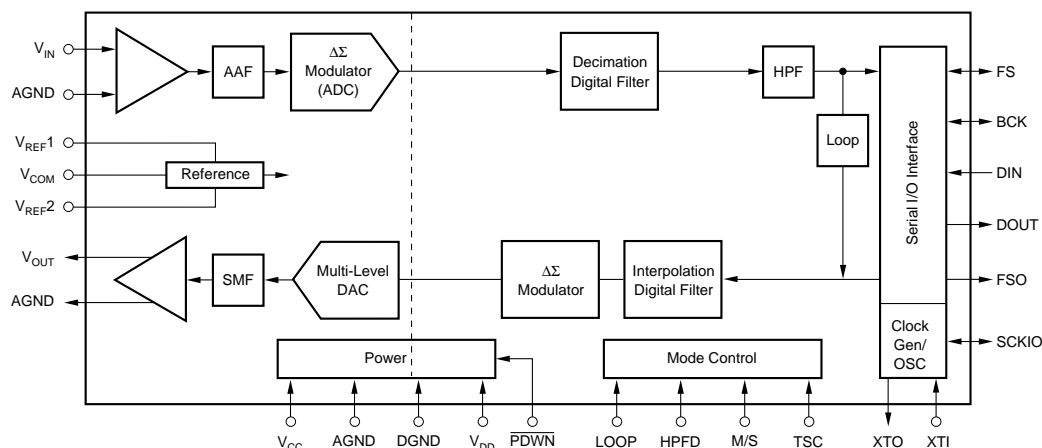 V_IN
AGND
V_REF1
V_COM
V_REF2
V_OUT
AGND
AAF
ΔΣ
Modulator
(ADC)
Decimation
Digital Filter
HPF
Loop
Reference
SMF
Multi-Level
DAC
ΔΣ
Modulator
Interpolation
Digital Filter
Serial I/O Interface
Clock
Gen/
OSC
Power
Mode Control
FS
BCK
DIN
DOUT
FSO
SCKIO
V_CC
AGND
DGND
V_DD
PDWN
LOOP
HPFD
M/S
TSC
XTO
XTI